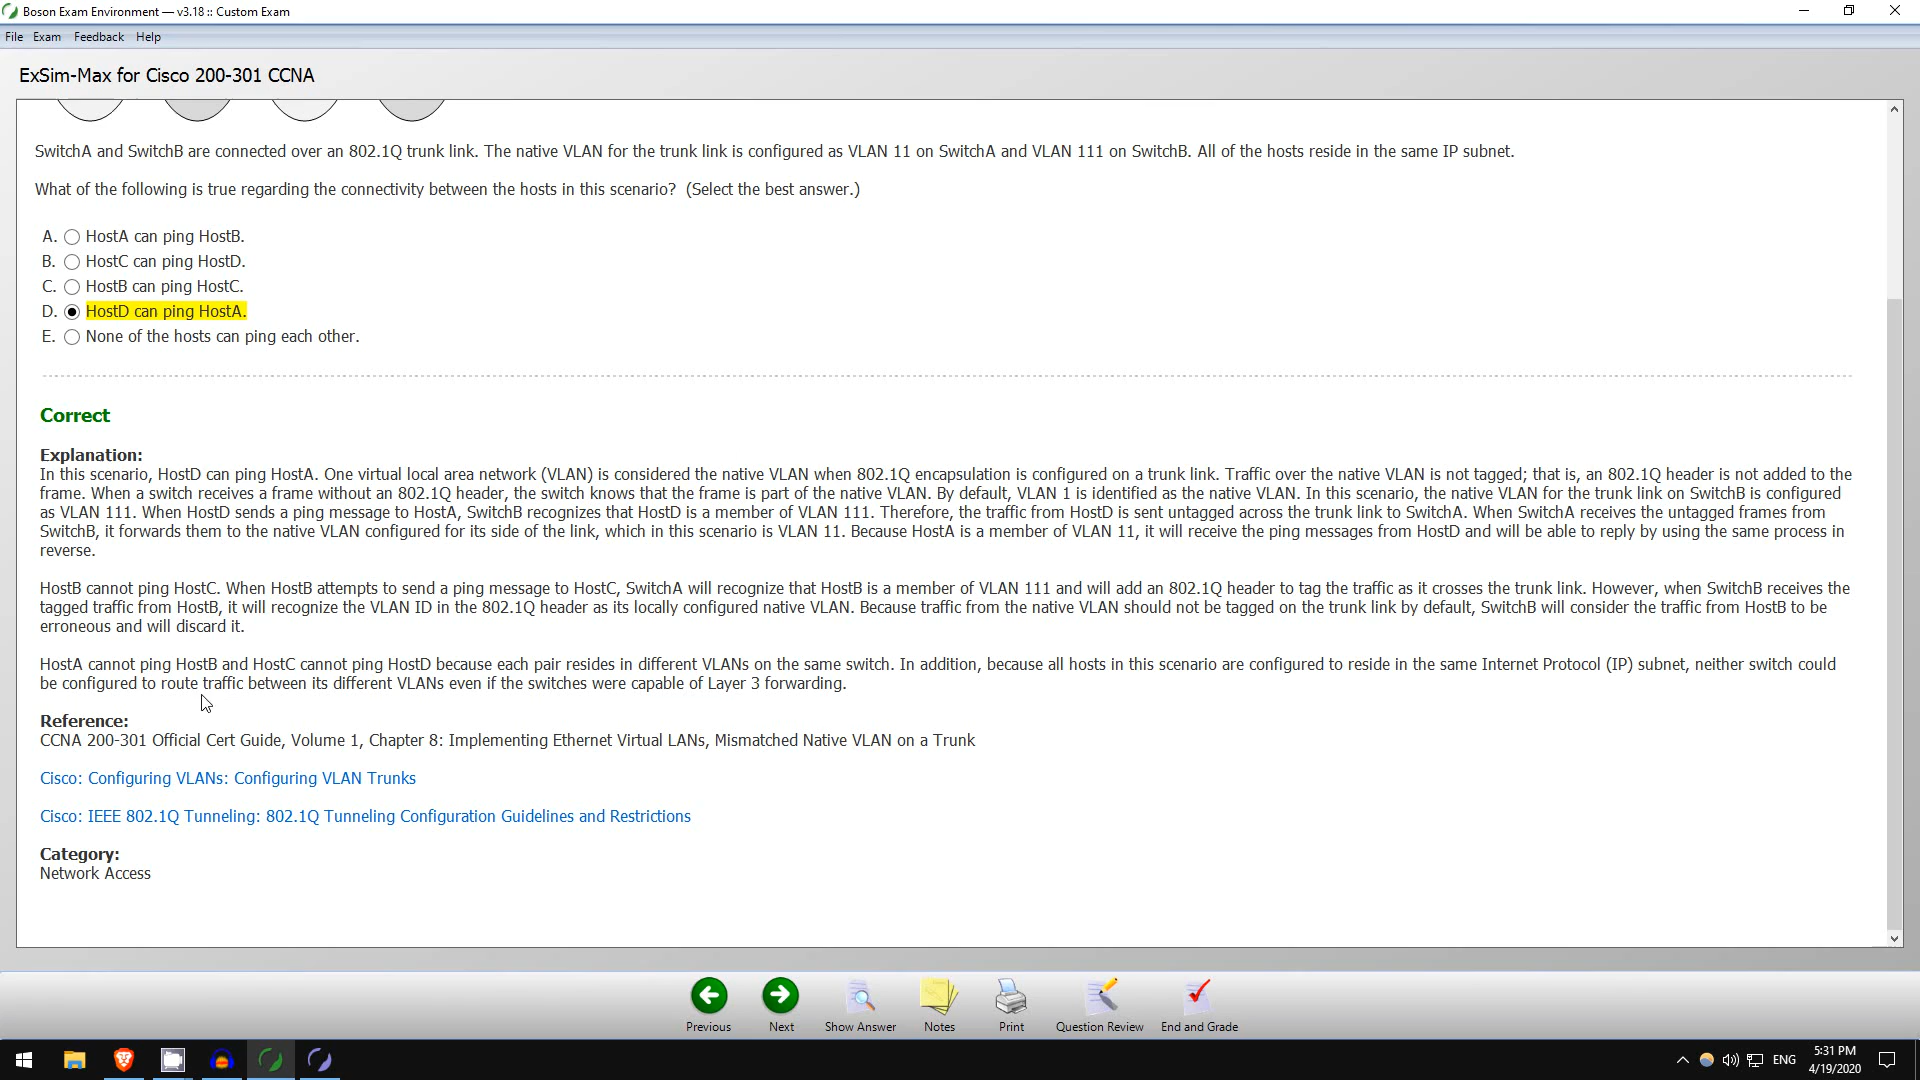 Boson Exam Environment — v3.18 :: Custom Exam
File Exam Feedback Help
ExSim-Max for Cisco 200-301 CCNA
SwitchA and SwitchB are connected over an 802.1Q trunk link. The native VLAN for the trunk link is configured as VLAN 11 on SwitchA and VLAN 111 on SwitchB. All of the hosts reside in the same IP subnet.
What of the following is true regarding the connectivity between the hosts in this scenario? (Select the best answer.)
A. HostA can ping HostB.
B. HostC can ping HostD.
C. HostB can ping HostC.
D. HostD can ping HostA.
E. None of the hosts can ping each other.
Correct
Explanation:
In this scenario, HostD can ping HostA. One virtual local area network (VLAN) is considered the native VLAN when 802.1Q encapsulation is configured on a trunk link. Traffic over the native VLAN is not tagged; that is, an 802.1Q header is not added to the
frame. When a switch receives a frame without an 802.1Q header, the switch knows that the frame is part of the native VLAN. By default, VLAN 1 is identified as the native VLAN. In this scenario, the native VLAN for the trunk link on SwitchB is configured
as VLAN 111. When HostD sends a ping message to HostA, SwitchB recognizes that HostD is a member of VLAN 111. Therefore, the traffic from HostD is sent untagged across the trunk link to SwitchA. When SwitchA receives the untagged frames from
SwitchB, it forwards them to the native VLAN configured for its side of the link, which in this scenario is VLAN 11. Because HostA is a member of VLAN 11, it will receive the ping messages from HostD and will be able to reply by using the same process in
reverse.
HostB cannot ping HostC. When HostB attempts to send a ping message to HostC, SwitchA will recognize that HostB is a member of VLAN 111 and will add an 802.1Q header to tag the traffic as it crosses the trunk link. However, when SwitchB receives the
tagged traffic from HostB, it will recognize the VLAN ID in the 802.1Q header as its locally configured native VLAN. Because traffic from the native VLAN should not be tagged on the trunk link by default, SwitchB will consider the traffic from HostB to be
erroneous and will discard it.
HostA cannot ping HostB and HostC cannot ping HostD because each pair resides in different VLANs on the same switch. In addition, because all hosts in this scenario are configured to reside in the same Internet Protocol (IP) subnet, neither switch could
be configured to route traffic between its different VLANs even if the switches were capable of Layer 3 forwarding.
Reference:
CCNA 200-301 Official Cert Guide, Volume 1, Chapter 8: Implementing Ethernet Virtual LANs, Mismatched Native VLAN on a Trunk
Cisco: Configuring VLANs: Configuring VLAN Trunks
Cisco: IEEE 802.1Q Tunneling: 802.1Q Tunneling Configuration Guidelines and Restrictions
Category:
Network Access
Previous Next Show Answer Notes Print Question Review End and Grade
ENG 5:31 PM
4/19/2020